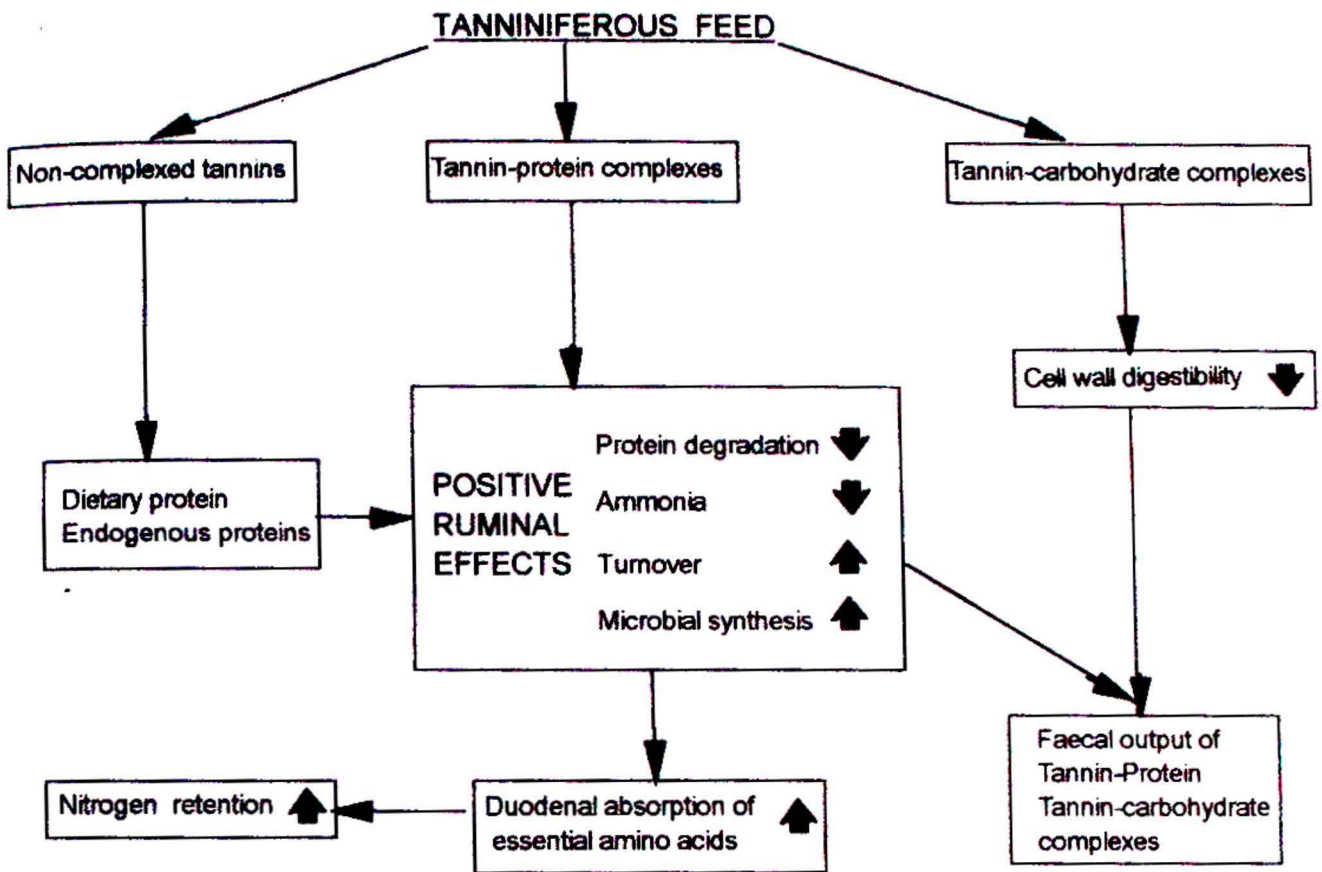 TANNINIFEROUS FEED
Non-complexed tannins
Tannin-protein complexes
Tannin-carbohydrate complexes
Cell wall digestibility
Dietary protein
Endogenous proteins
POSITIVE
RUMINAL
EFFECTS
Protein degradation
Ammonia
Turnover
Microbial synthesis
Nitrogen retention
Duodenal absorption of
essential amino acids
Faecal output of
Tannin-Protein
Tannin-carbohydrate
complexes